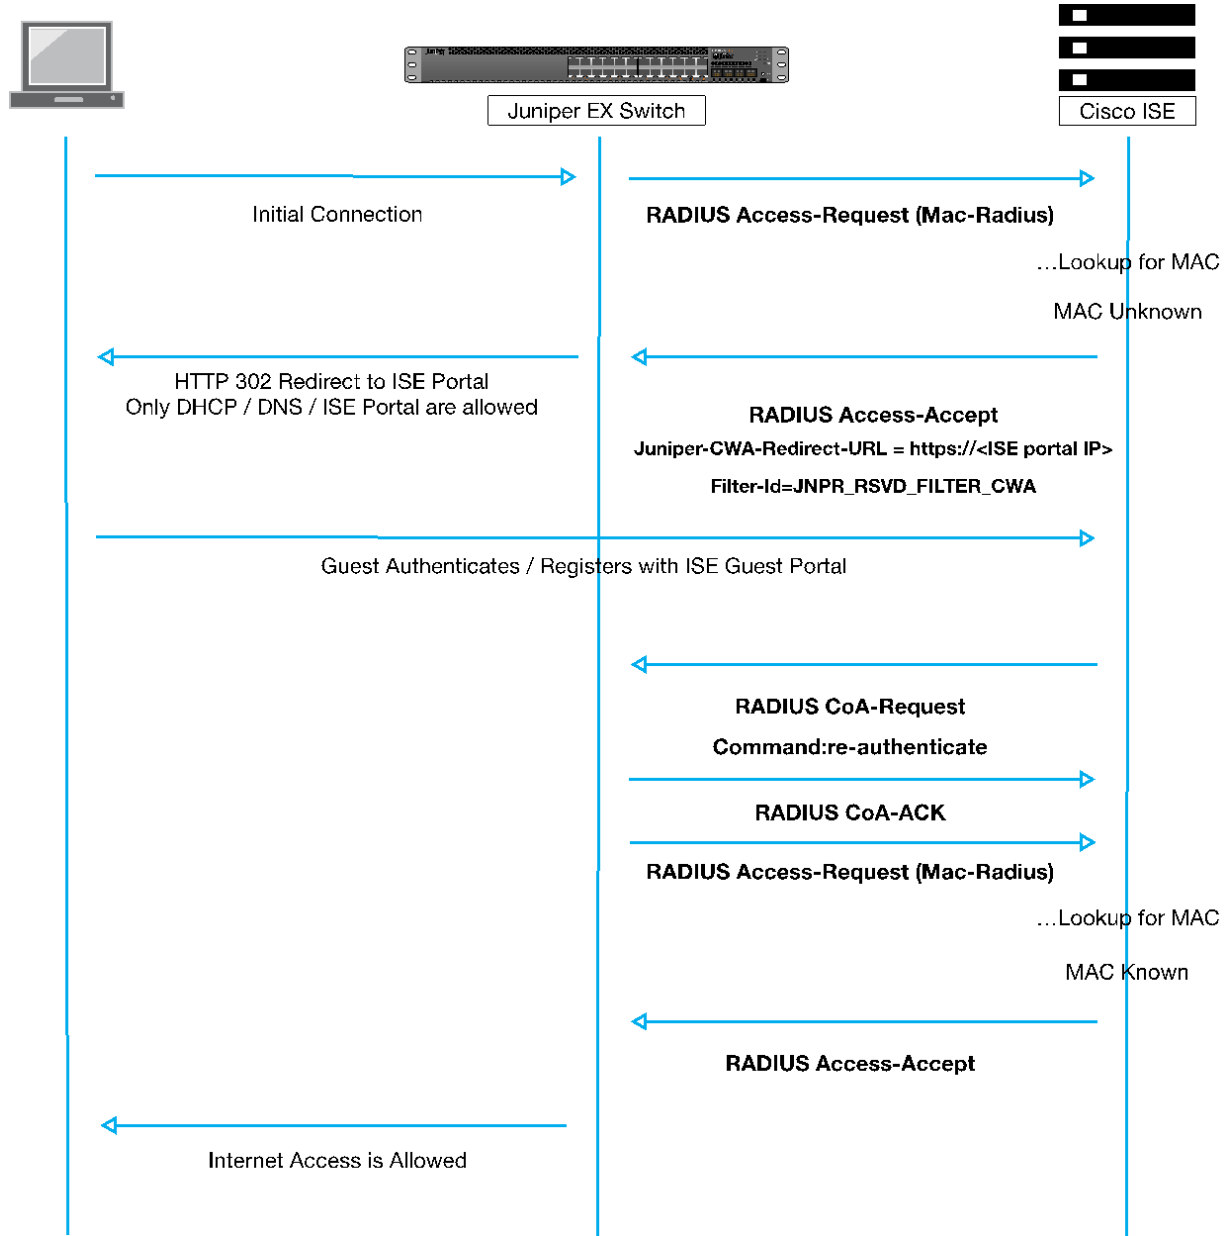 Juniper EX Switch
Cisco ISE
Initial Connection
RADIUS Access-Request (Mac-Radius)
...Lookup for MAC
MAC Unknown
HTTP 302 Redirect to ISE Portal
Only DHCP / DNS / ISE Portal are allowed
RADIUS Access-Accept
Juniper-CWA-Redirect-URL = https://<ISE portal IP>
Filter-Id=JNPR_RSVD_FILTER_CWA
Guest Authenticates / Registers with ISE Guest Portal
RADIUS CoA-Request
Command:re-authenticate
RADIUS CoA-ACK
RADIUS Access-Request (Mac-Radius)
...Lookup for MAC
MAC Known
RADIUS Access-Accept
Internet Access is Allowed